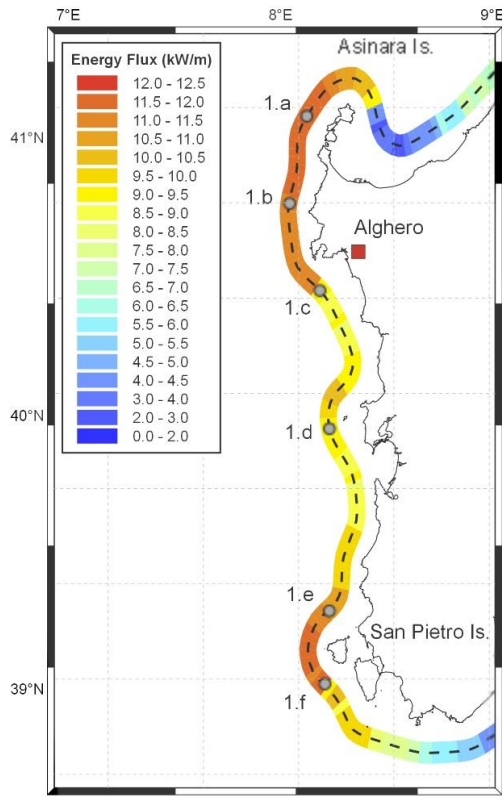 7°E
8°E
9°E
Asinara Is.
Energy Flux (kW/m)
12.0 - 12.5
11.5 - 12.0
11.0 - 11.5
10.5 - 11.0
10.0 - 10.5
9.5 - 10.0
9.0 - 9.5
8.5 - 9.0
8.0 - 8.5
7.5 - 8.0
7.0 - 7.5
6.5 - 7.0
6.0 - 6.5
5.5 - 6.0
5.0 - 5.5
4.5 - 5.0
4.0 - 4.5
3.0 - 4.0
2.0 - 3.0
0.0 - 2.0
1.a
41°N
1.b
Alghero
1.c
40°N
1.d
1.e
San Pietro Is.
39°N
1.f